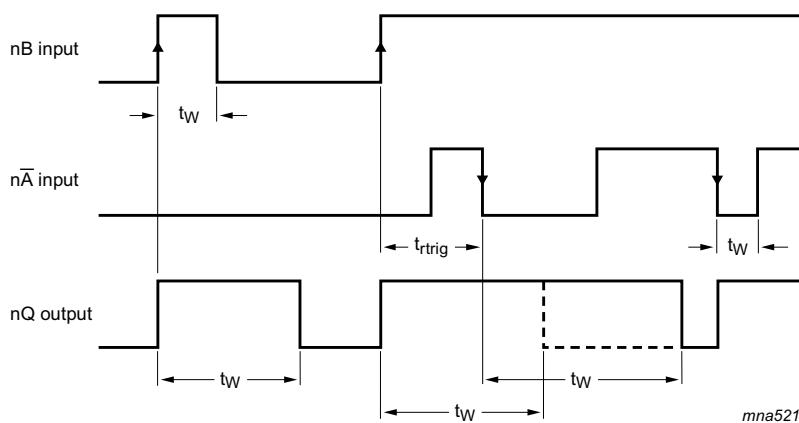 nB input
tW
nA̅ input
trtrig
tW
nQ output
tW
tW
tW
mna521